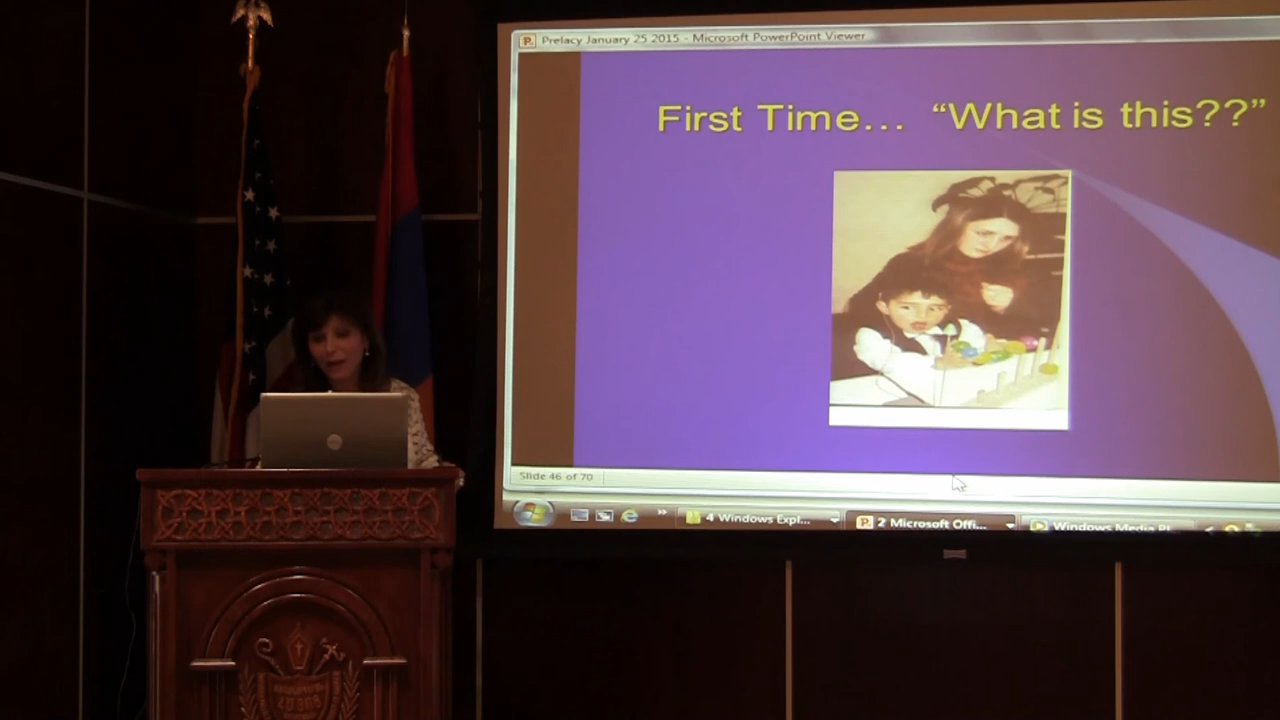 Prelacy January 25 2015 - Microsoft PowerPoint Viewer
First Time... “What is this??”
Slide 46 of 70
4 Windows Expl...
2 Microsoft Offi...
Windows Media Pl...